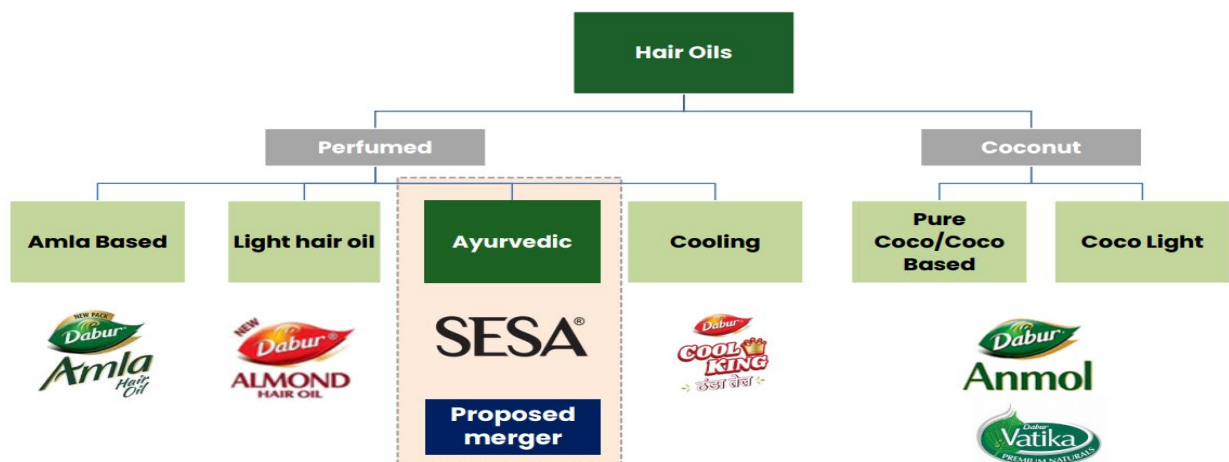 Hair Oils
Perfumed
Coconut
Amla Based
Light hair oil
Ayurvedic
Cooling
Pure
Coco/Coco
Based
Coco Light
NEW PACK
Dabur
Amla
Hair
Oil
NEW
Dabur®
ALMOND
HAIR OIL
SESA®
Proposed
merger
Dabur
COOL
KING
ठंडा तेल
Dabur
Anmol
Dabur
Vatika
PREMIUM NATURALS